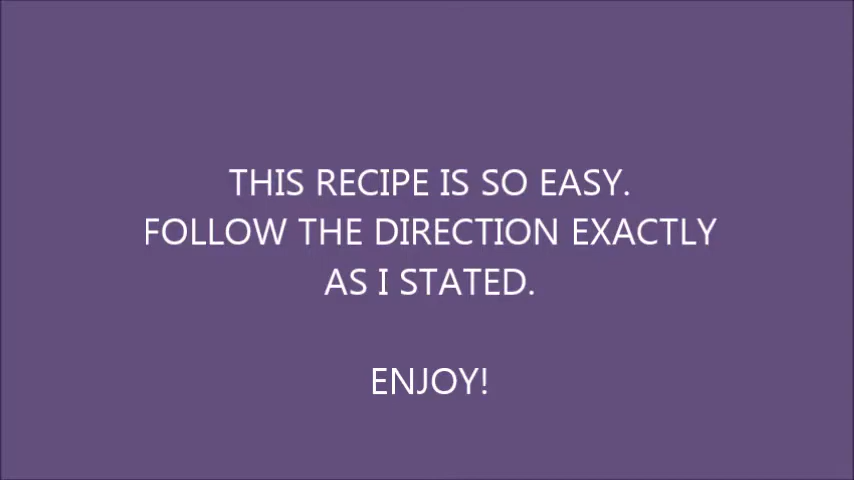 THIS RECIPE IS SO EASY.
FOLLOW THE DIRECTION EXACTLY
AS I STATED.
ENJOY!